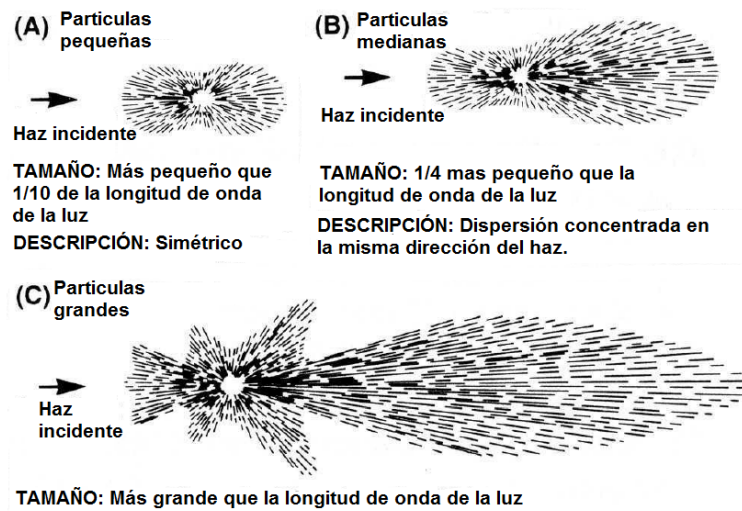 (A) Particulas
pequeñas
Haz incidente
TAMAÑO: Más pequeño que
1/10 de la longitud de onda
de la luz
DESCRIPCIÓN: Simétrico
(B) Particulas
medianas
Haz incidente
TAMAÑO: 1/4 mas pequeño que la
longitud de onda de la luz
DESCRIPCIÓN: Dispersión concentrada en
la misma dirección del haz.
(C) Particulas
grandes
Haz
incidente
TAMAÑO: Más grande que la longitud de onda de la luz